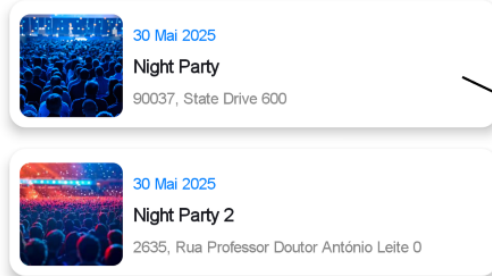 30 Mai 2025
Night Party
90037, State Drive 600
30 Mai 2025
Night Party 2
2635, Rua Professor Doutor António Leite 0